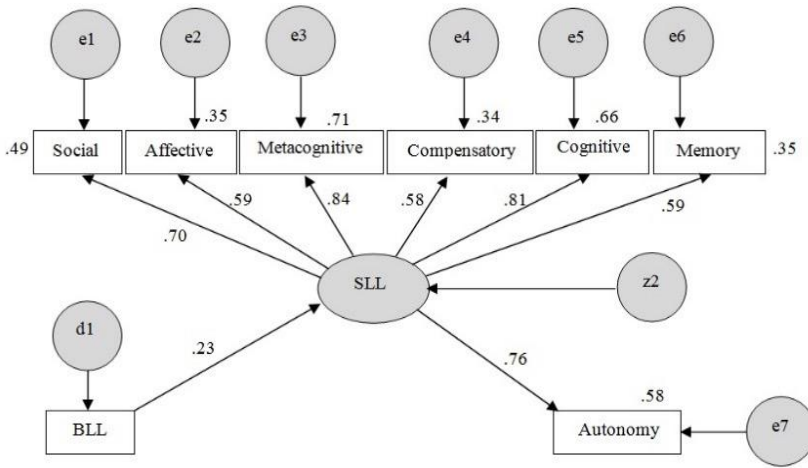 e1
e2
e3
e4
e5
e6
.35
.71
.34
.66
.49
Social
Affective
Metacognitive
Compensatory
Cognitive
Memory
.35
.70
.59
.84
.58
.81
.59
SLL
z2
d1
.23
.76
.58
BLL
Autonomy
e7